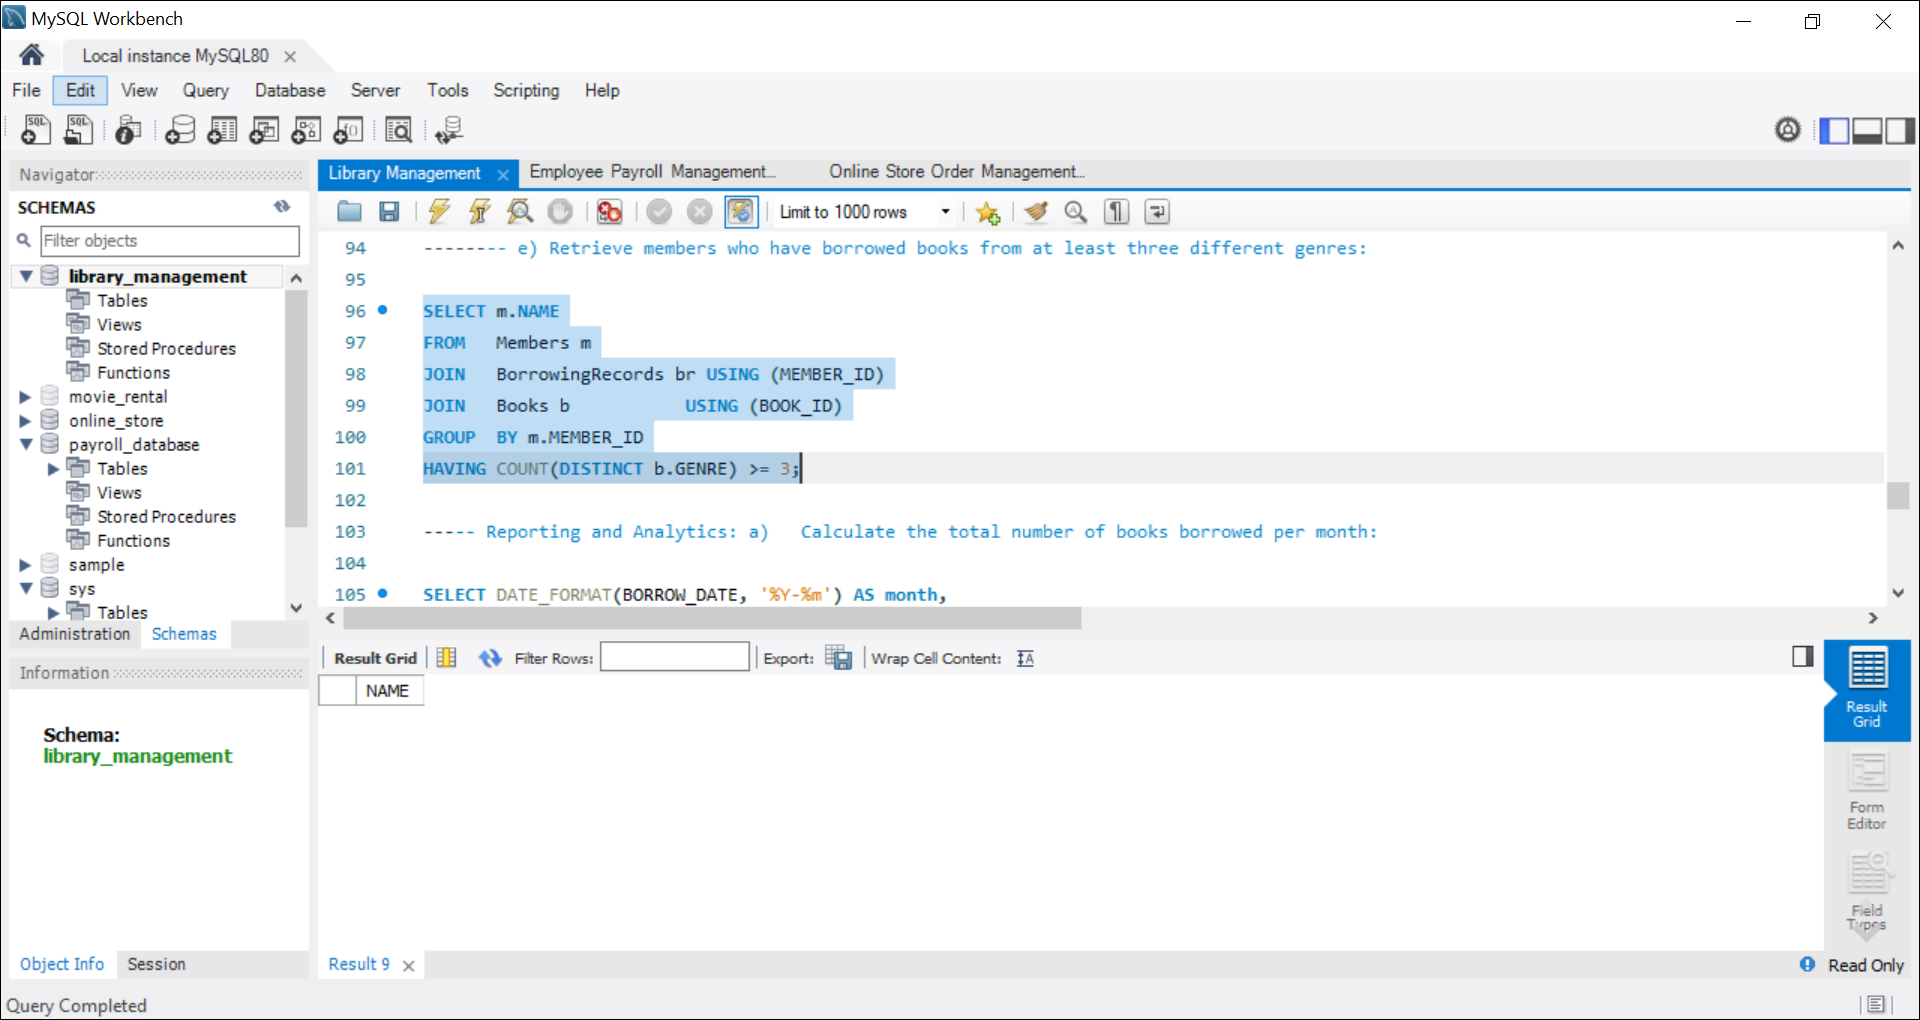 MySQL Workbench
Local instance MySQL80
File Edit View Query Database Server Tools Scripting Help
Navigator
SCHEMAS
Filter objects
library_management
Tables
Views
Stored Procedures
Functions
movie_rental
online_store
payroll_database
Tables
Views
Stored Procedures
Functions
sample
sys
Tables
Administration Schemas
Information
Schema:
library_management
Object Info Session
Query Completed
Library Management Employee Payroll Management... Online Store Order Management...
Limit to 1000 rows
94 -------- e) Retrieve members who have borrowed books from at least three different genres:
95
96 SELECT m.NAME
97 FROM Members m
98 JOIN BorrowingRecords br USING (MEMBER_ID)
99 JOIN Books b USING (BOOK_ID)
100 GROUP BY m.MEMBER_ID
101 HAVING COUNT(DISTINCT b.GENRE) >= 3;
102
103 ----- Reporting and Analytics: a) Calculate the total number of books borrowed per month:
104
105 SELECT DATE_FORMAT(BORROW_DATE, '%Y-%m') AS month,
Result Grid Filter Rows: Export: Wrap Cell Content:
NAME
Result
Grid
Form
Editor
Field
Types
Result 9
Read Only